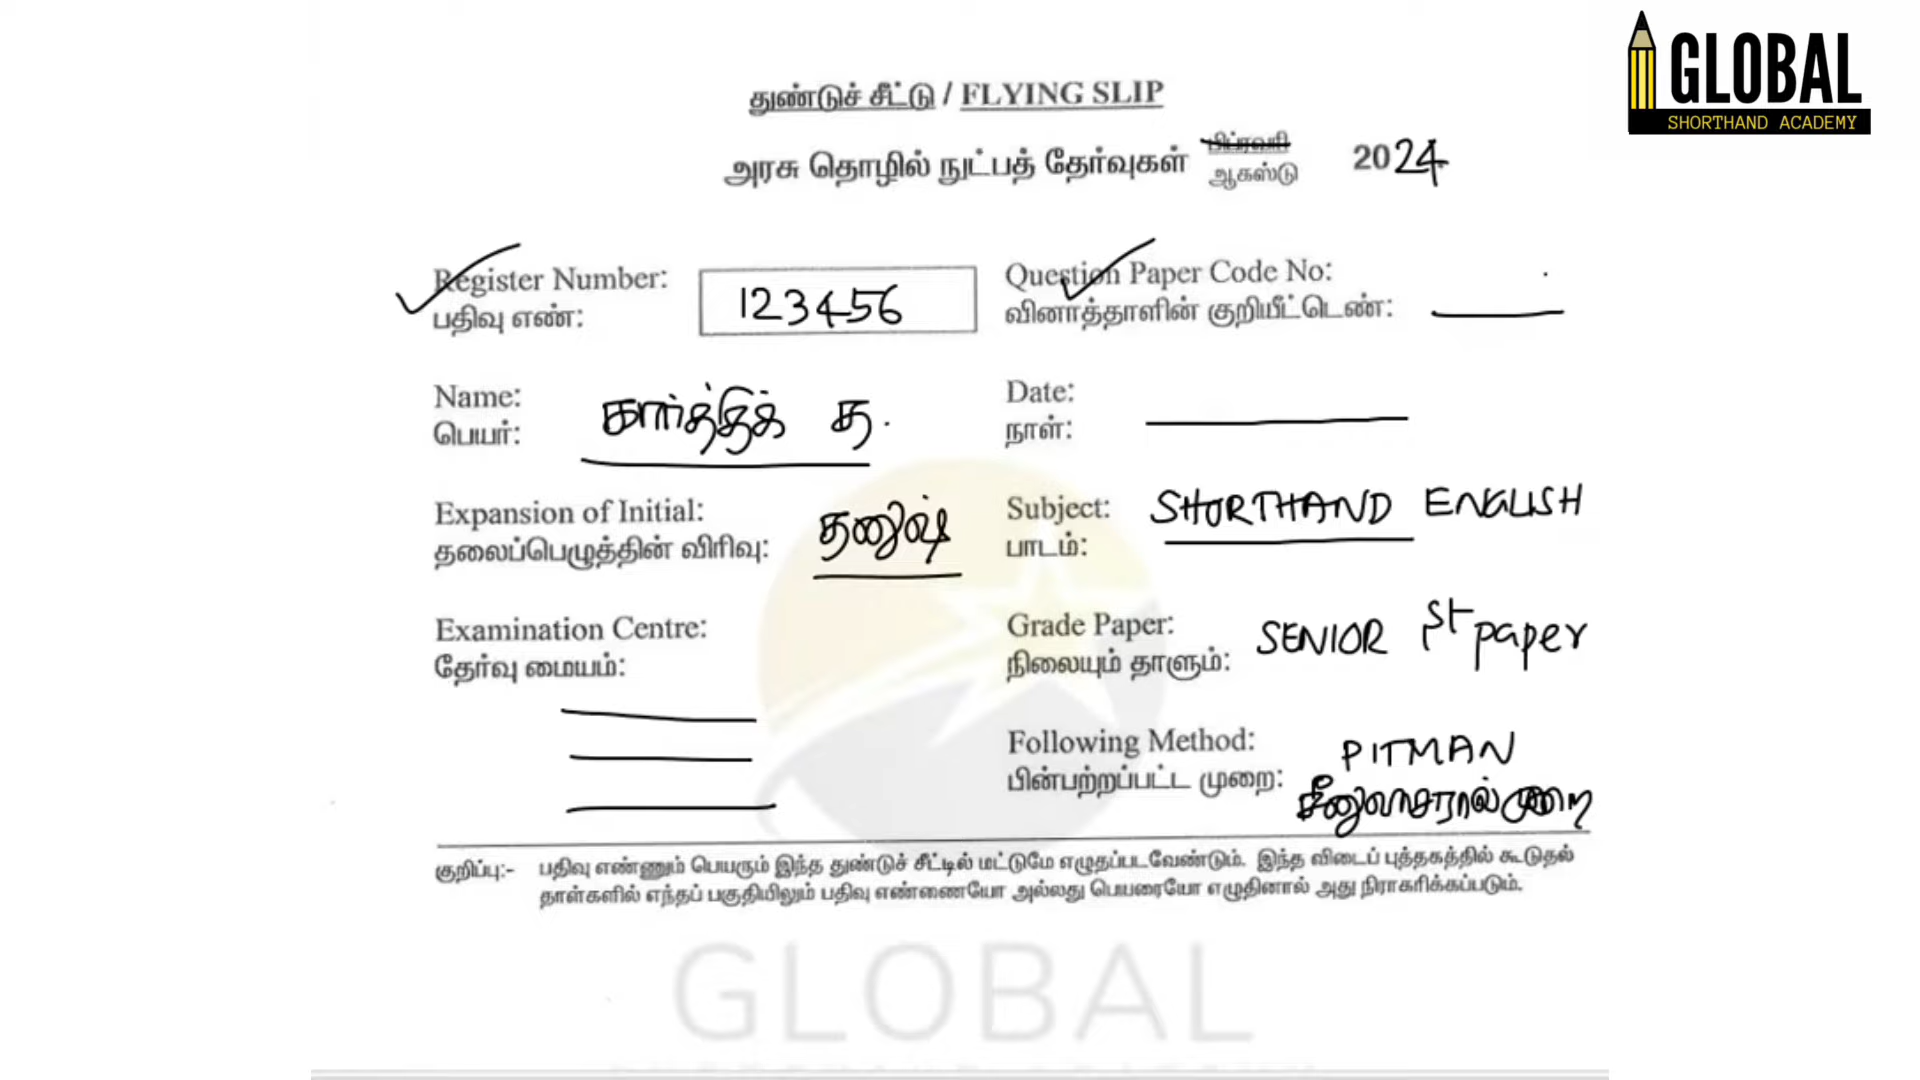 GLOBAL
SHORTHAND ACADEMY
துண்டுச் சீட்டு / FLYING SLIP
அரசு தொழில் நுட்பத் தேர்வுகள் பிப்ரவரி 2024
ஆகஸ்டு
Register Number: 123456
பதிவு எண்:
Question Paper Code No:
வினாத்தாளின் குறியீட்டெண்:
Name: கார்த்திக் த.
பெயர்:
Date:
நாள்:
Expansion of Initial: தனுஷ்
தலைப்பெழுத்தின் விரிவு:
Subject: SHORTHAND ENGLISH
பாடம்:
Examination Centre:
தேர்வு மையம்:
Grade Paper: SENIOR Ist paper
நிலையும் தாளும்:
Following Method: PITMAN
பின்பற்றப்பட்ட முறை:
குறிப்பு:- பதிவு எண்ணும் பெயரும் இந்த துண்டுச் சீட்டில் மட்டுமே எழுதப்படவேண்டும். இந்த விடைப் புத்தகத்தில் கூடுதல்
தாள்களில் எந்தப் பகுதியிலும் பதிவு எண்ணையோ அல்லது பெயரையோ எழுதினால் அது நிராகரிக்கப்படும்.
GLOBAL